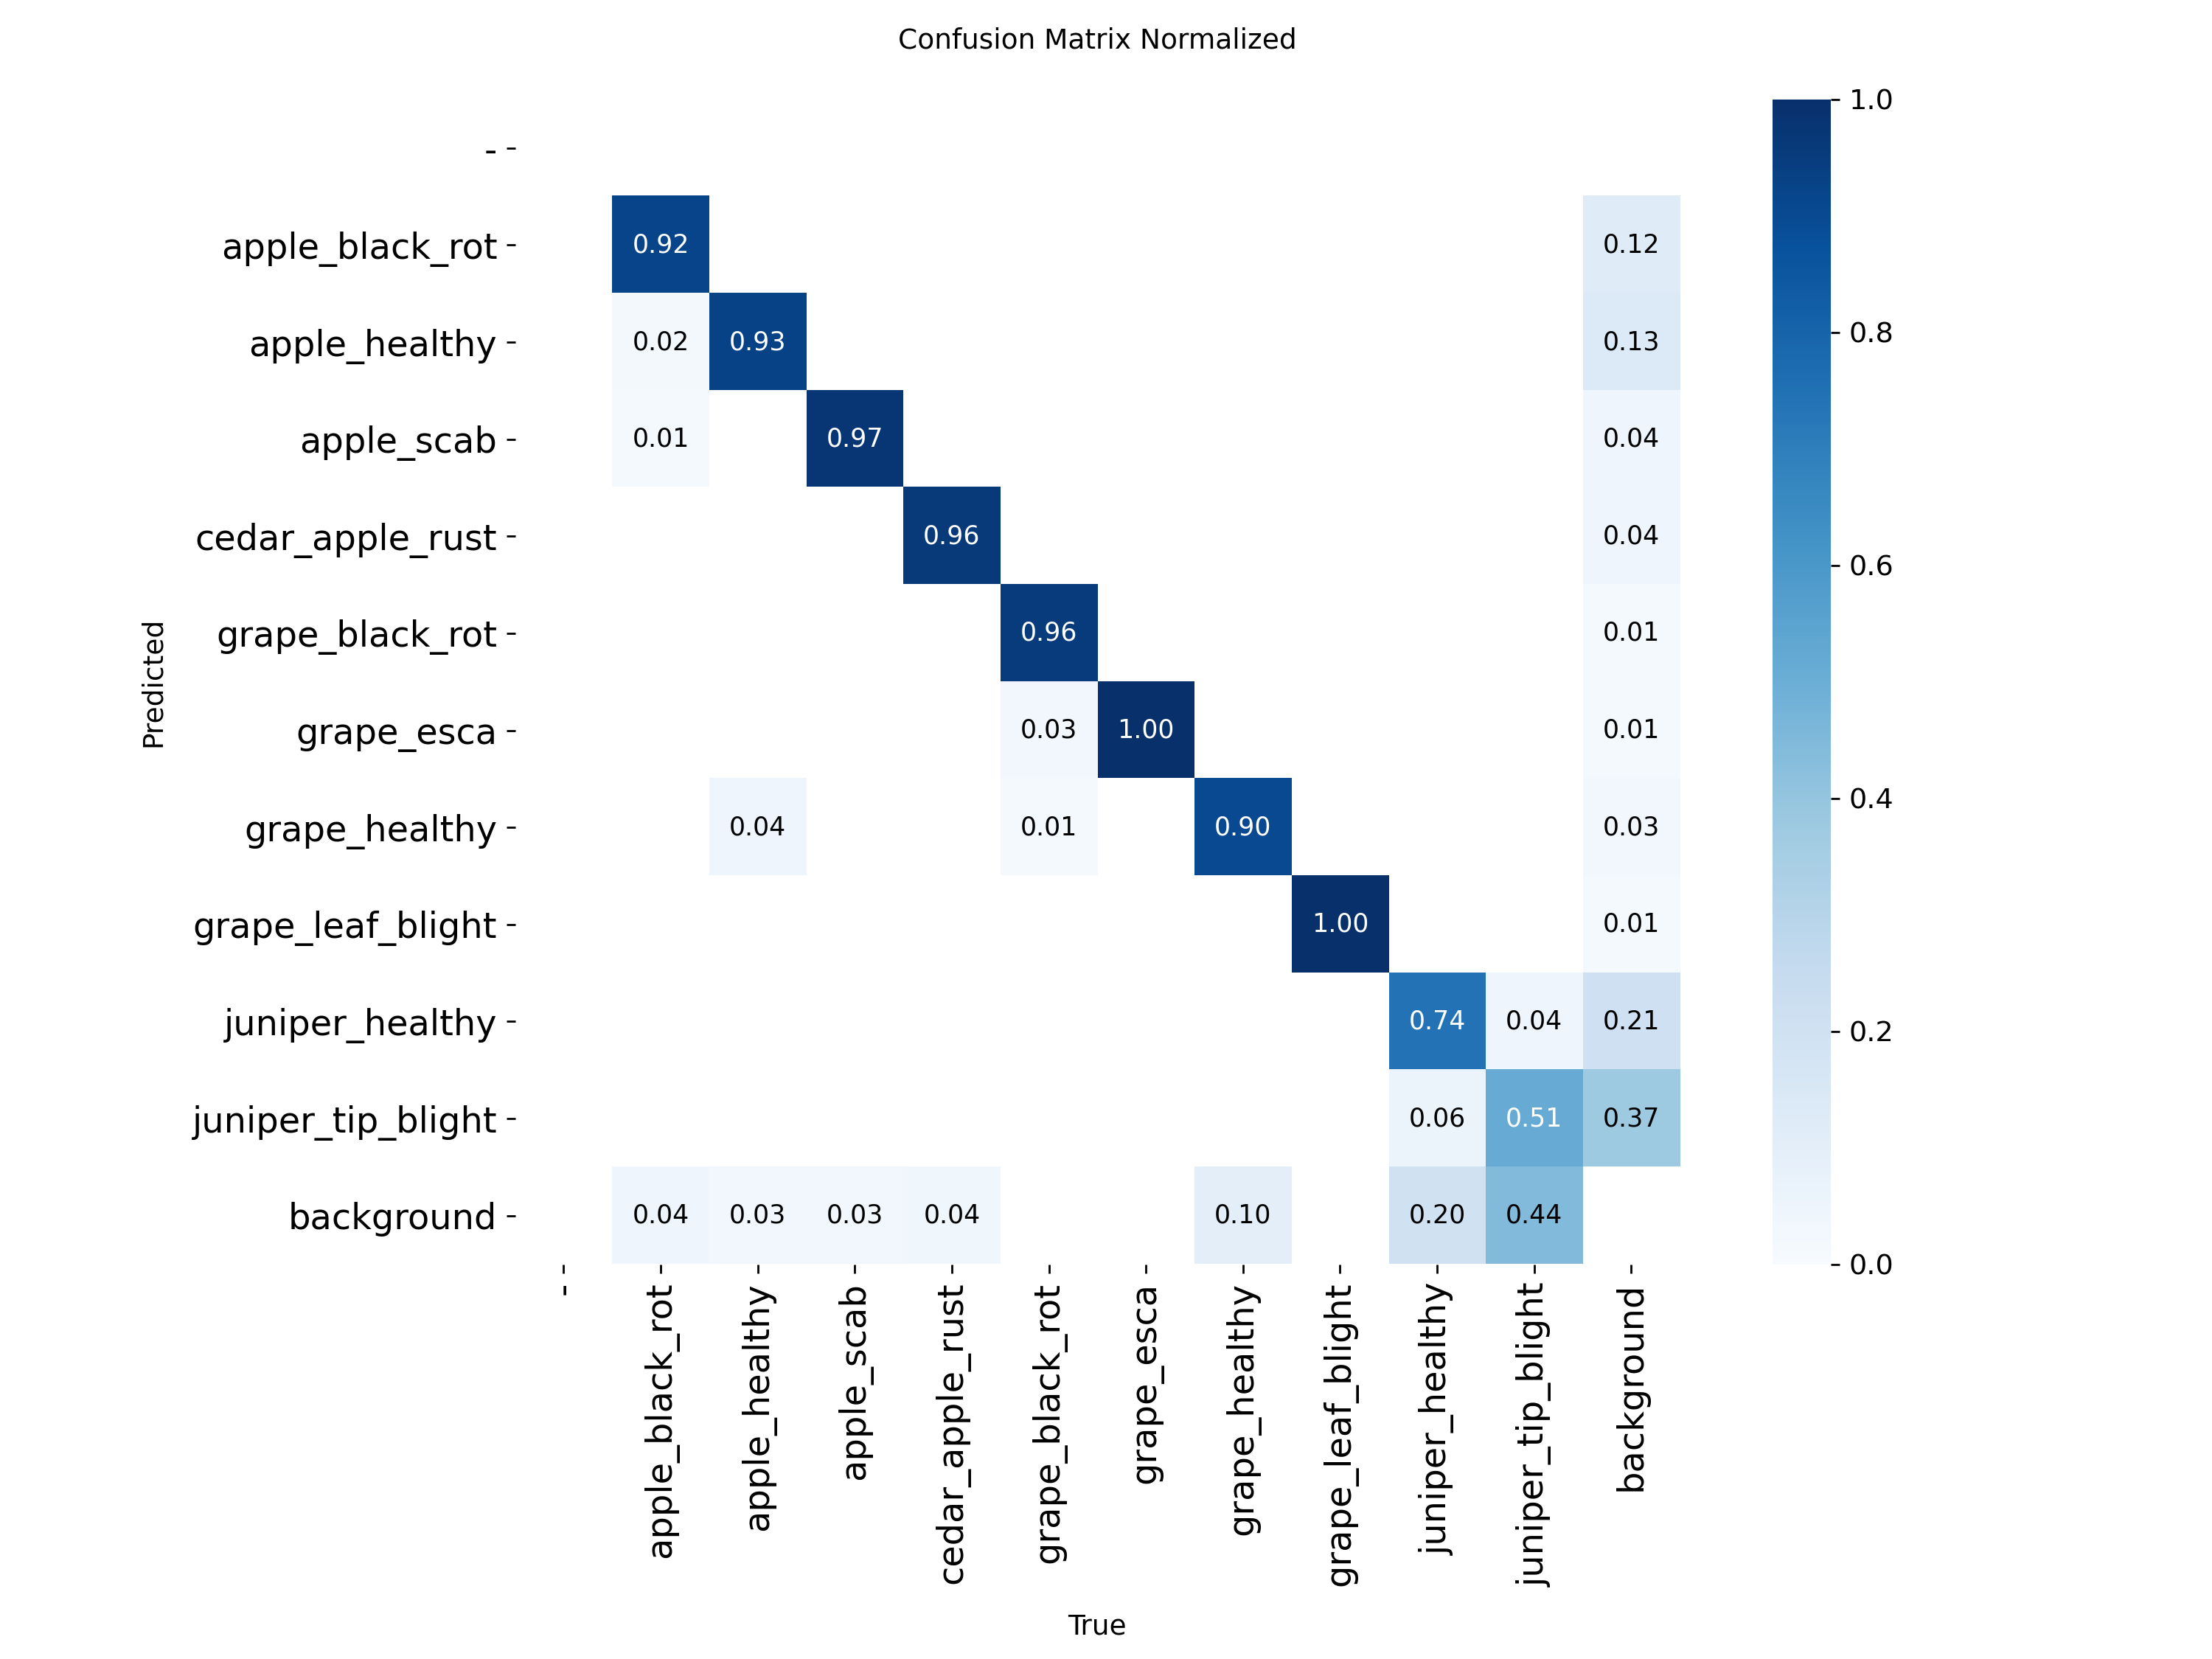 Confusion Matrix Normalized
-
apple_black_rot 0.92 0.12
apple_healthy 0.02 0.93 0.13
apple_scab 0.01 0.97 0.04
cedar_apple_rust 0.96 0.04
grape_black_rot 0.96 0.01
grape_esca 0.03 1.00 0.01
grape_healthy 0.04 0.01 0.90 0.03
grape_leaf_blight 1.00 0.01
juniper_healthy 0.74 0.04 0.21
juniper_tip_blight 0.06 0.51 0.37
background 0.04 0.03 0.03 0.04 0.10 0.20 0.44
Predicted
-
apple_black_rot
apple_healthy
apple_scab
cedar_apple_rust
grape_black_rot
grape_esca
grape_healthy
grape_leaf_blight
juniper_healthy
juniper_tip_blight
background
True
1.0
0.8
0.6
0.4
0.2
0.0